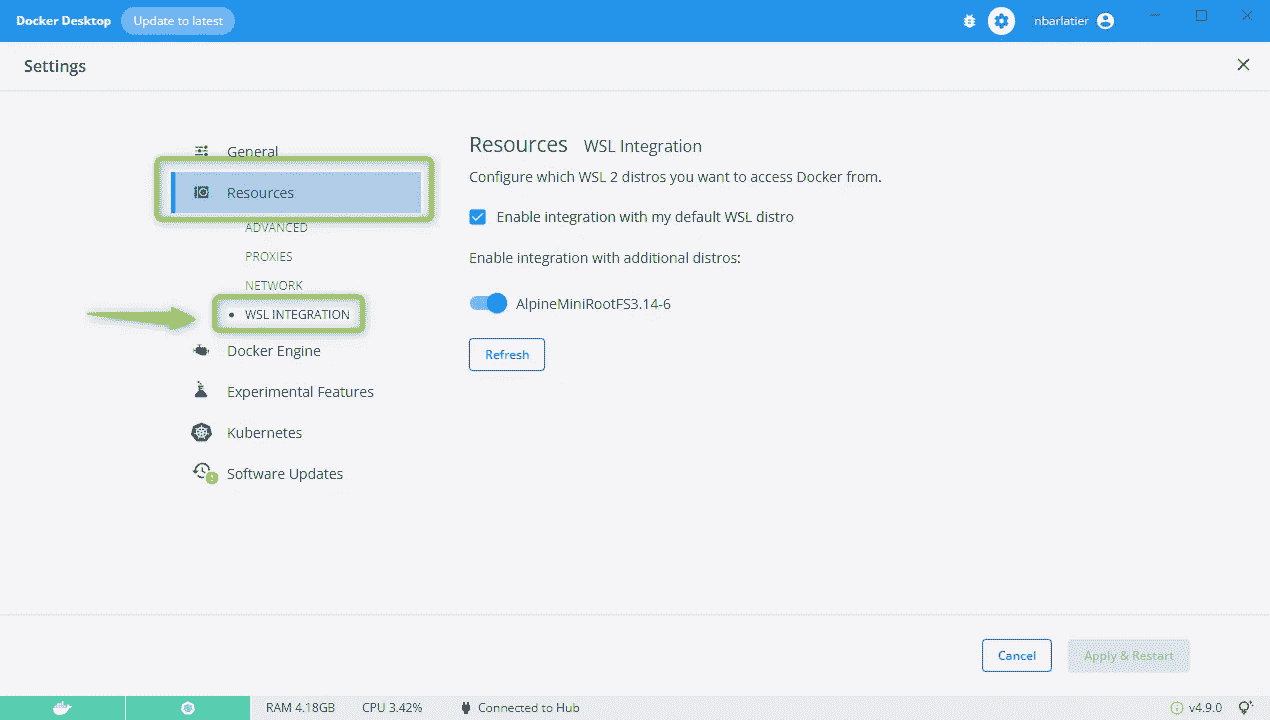 Docker Desktop Update to latest nbarlatier
Settings
General
Resources
ADVANCED
PROXIES
NETWORK
WSL INTEGRATION
Docker Engine
Experimental Features
Kubernetes
Software Updates
Resources WSL Integration
Configure which WSL 2 distros you want to access Docker from.
Enable integration with my default WSL distro
Enable integration with additional distros:
AlpineMiniRootFS3.14-6
Refresh
Cancel Apply & Restart
RAM 4.18GB CPU 3.42% Connected to Hub v4.9.0